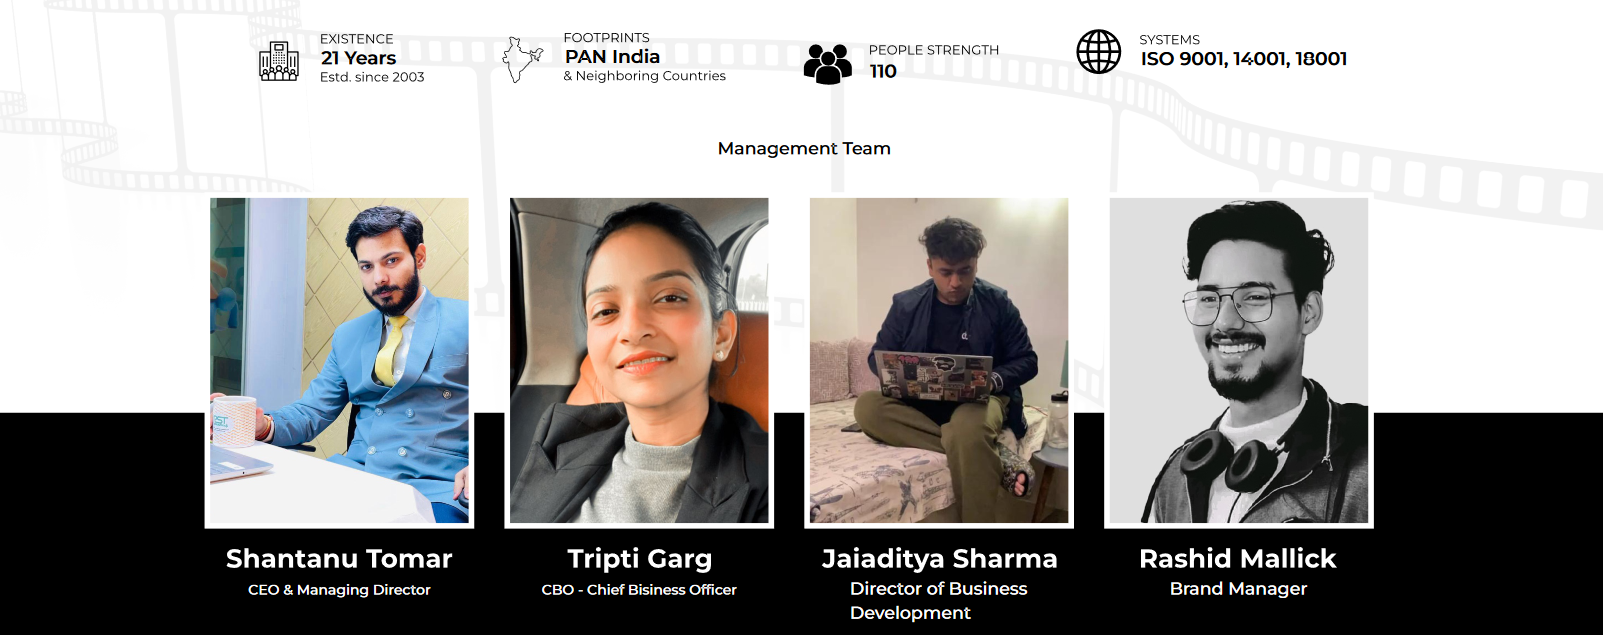 EXISTENCE
21 Years
Estd. since 2003
FOOTPRINTS
PAN India
& Neighboring Countries
PEOPLE STRENGTH
110
SYSTEMS
ISO 9001, 14001, 18001
Management Team
Shantanu Tomar
CEO & Managing Director
Tripti Garg
CBO - Chief Bisiness Officer
Jaiaditya Sharma
Director of Business
Development
Rashid Mallick
Brand Manager